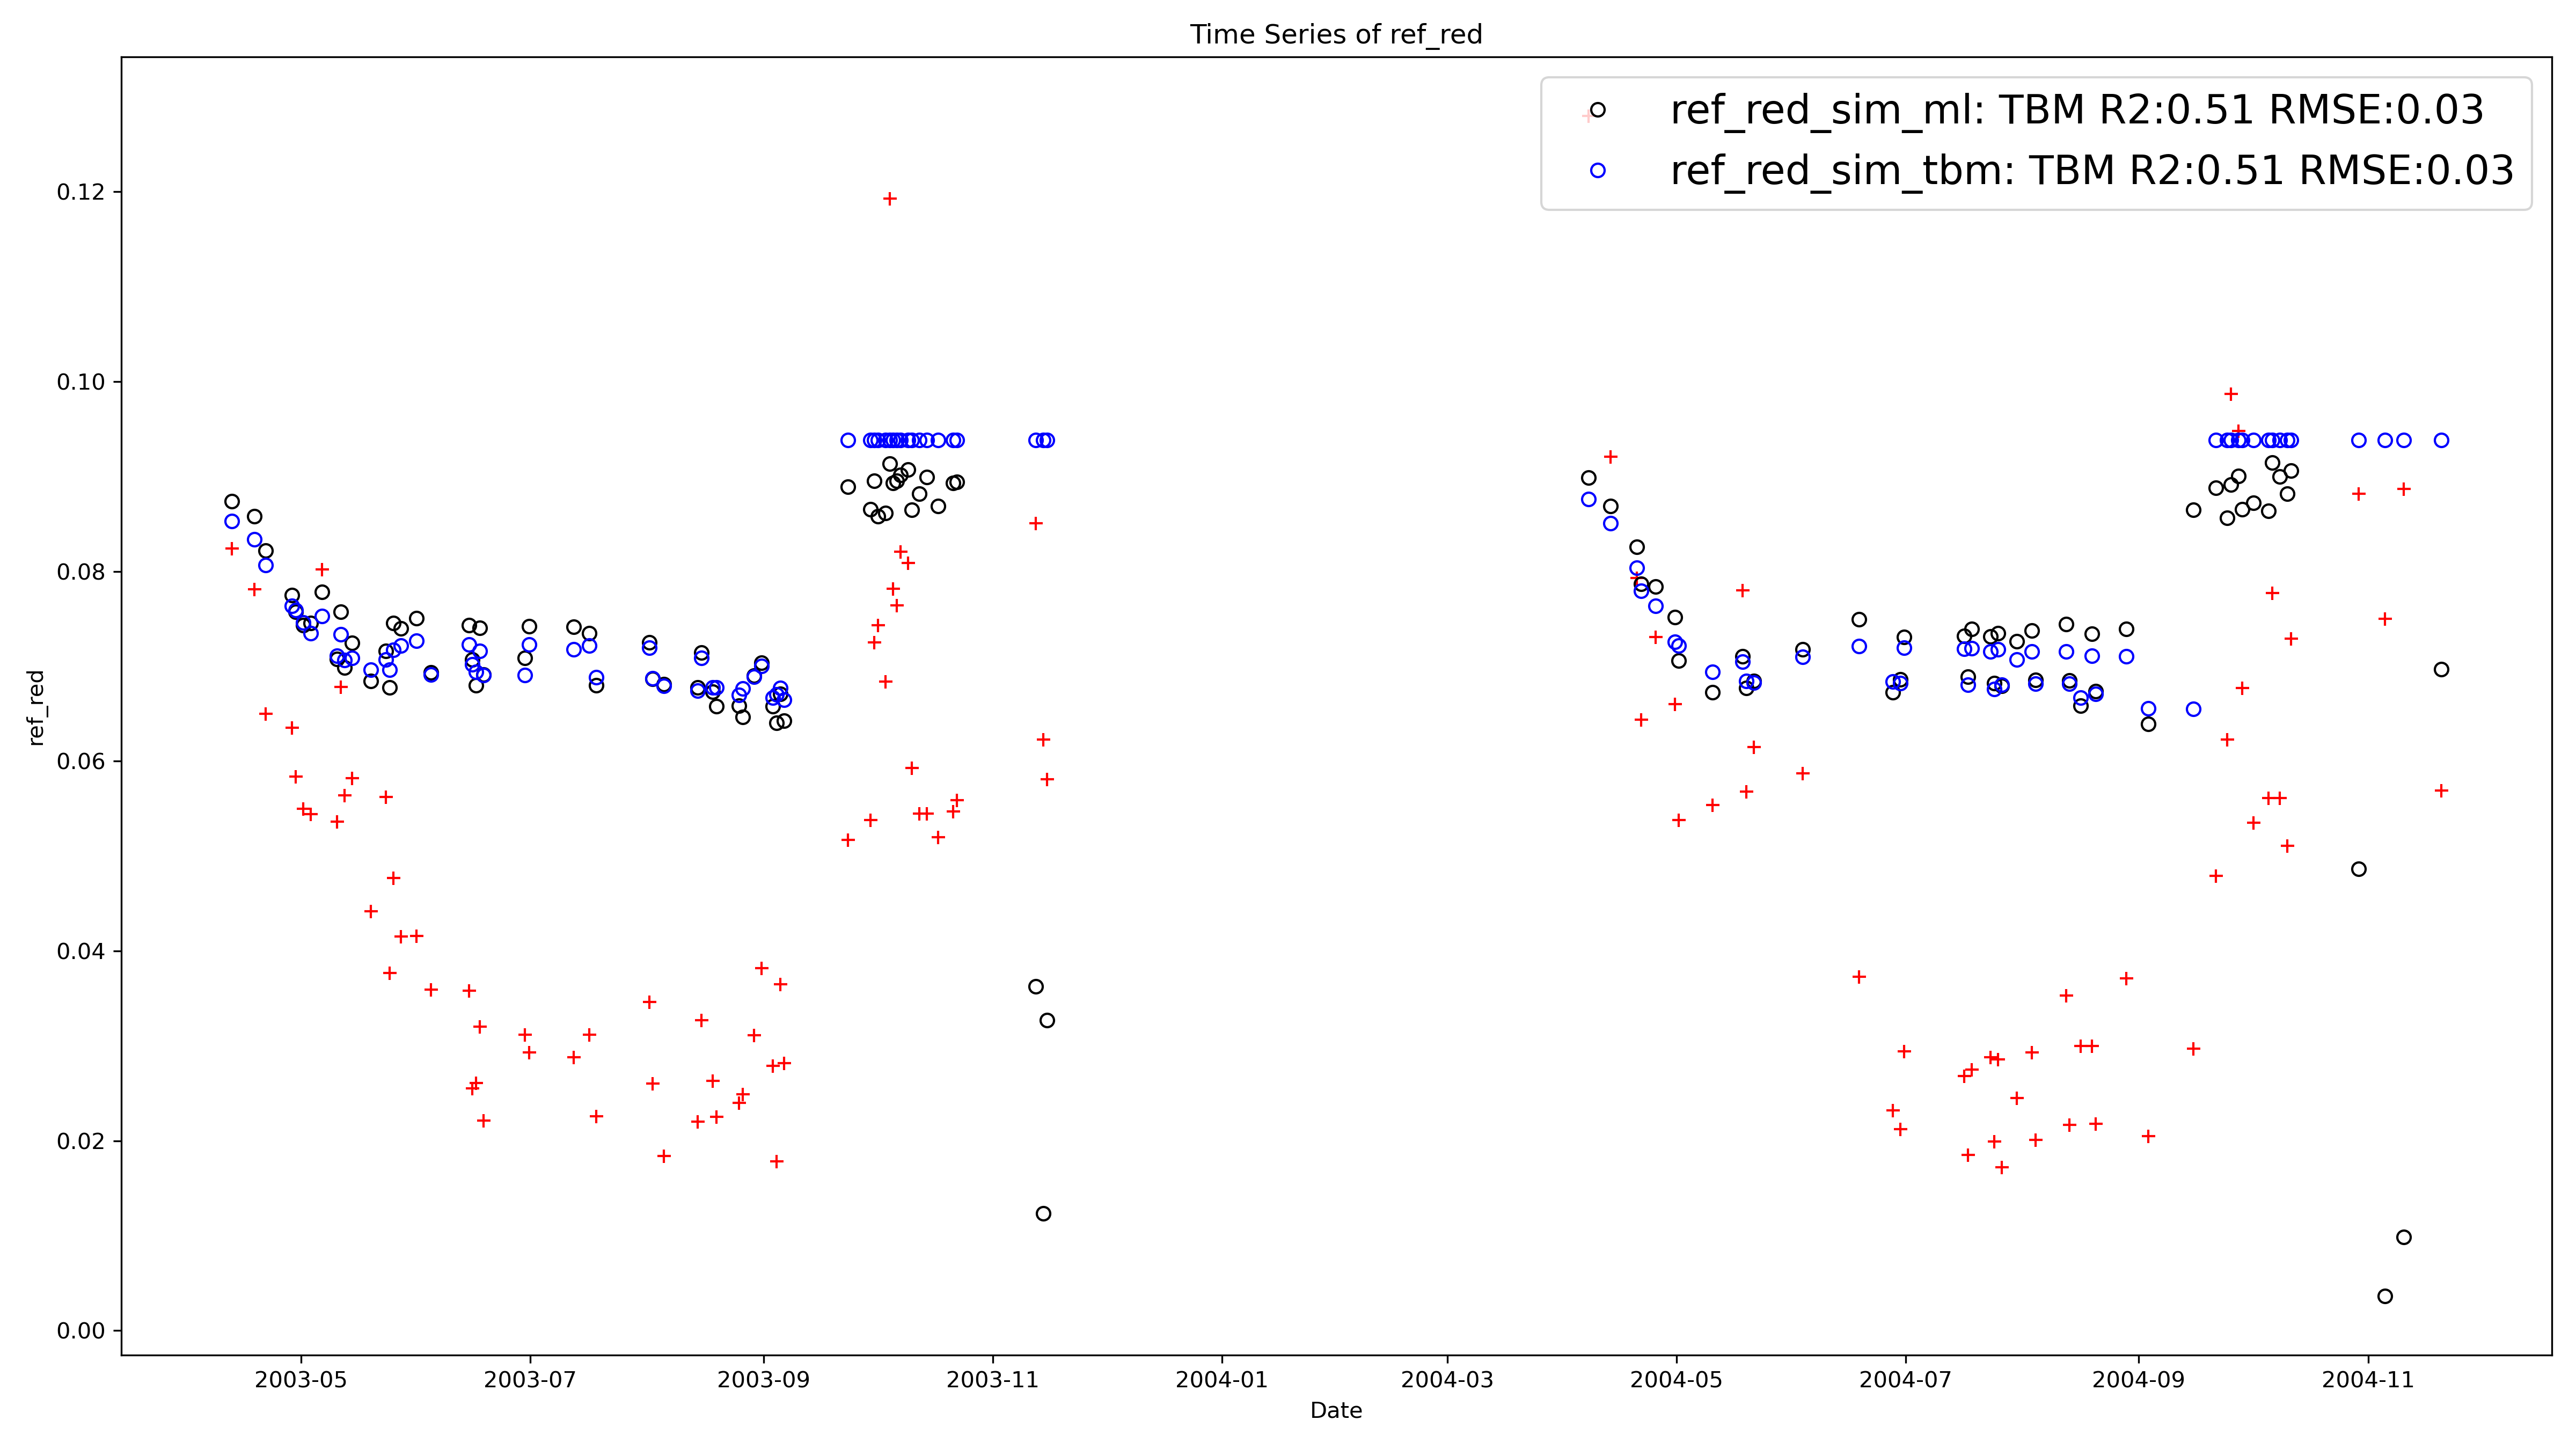 Time Series of ref_red
ref_red_sim_ml: TBM R2:0.51 RMSE:0.03
ref_red_sim_tbm: TBM R2:0.51 RMSE:0.03
0.12
0.10
0.08
0.06
0.04
0.02
0.00
ref_red
2003-05 2003-07 2003-09 2003-11 2004-01 2004-03 2004-05 2004-07 2004-09 2004-11
Date